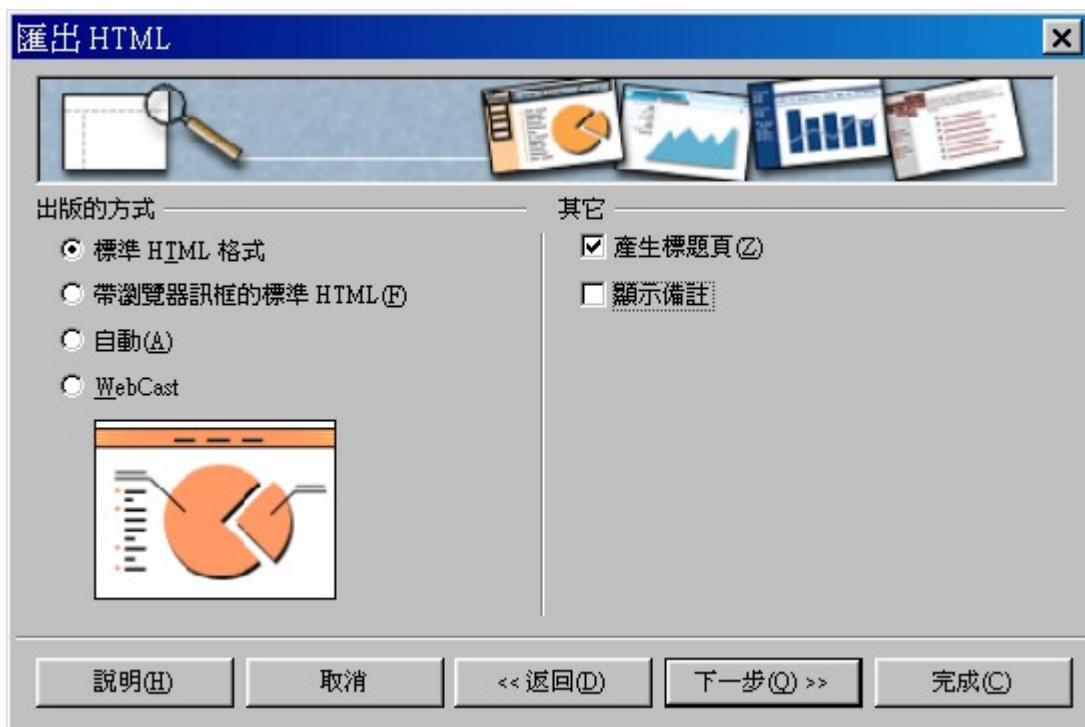 匯出 HTML
出版的方式
標準 HTML 格式
帶瀏覽器訊框的標準 HTML(F)
自動(A)
WebCast
其它
產生標題頁(Z)
顯示備註
說明(H)
取消
<< 返回(D)
下一步(Q) >>
完成(C)